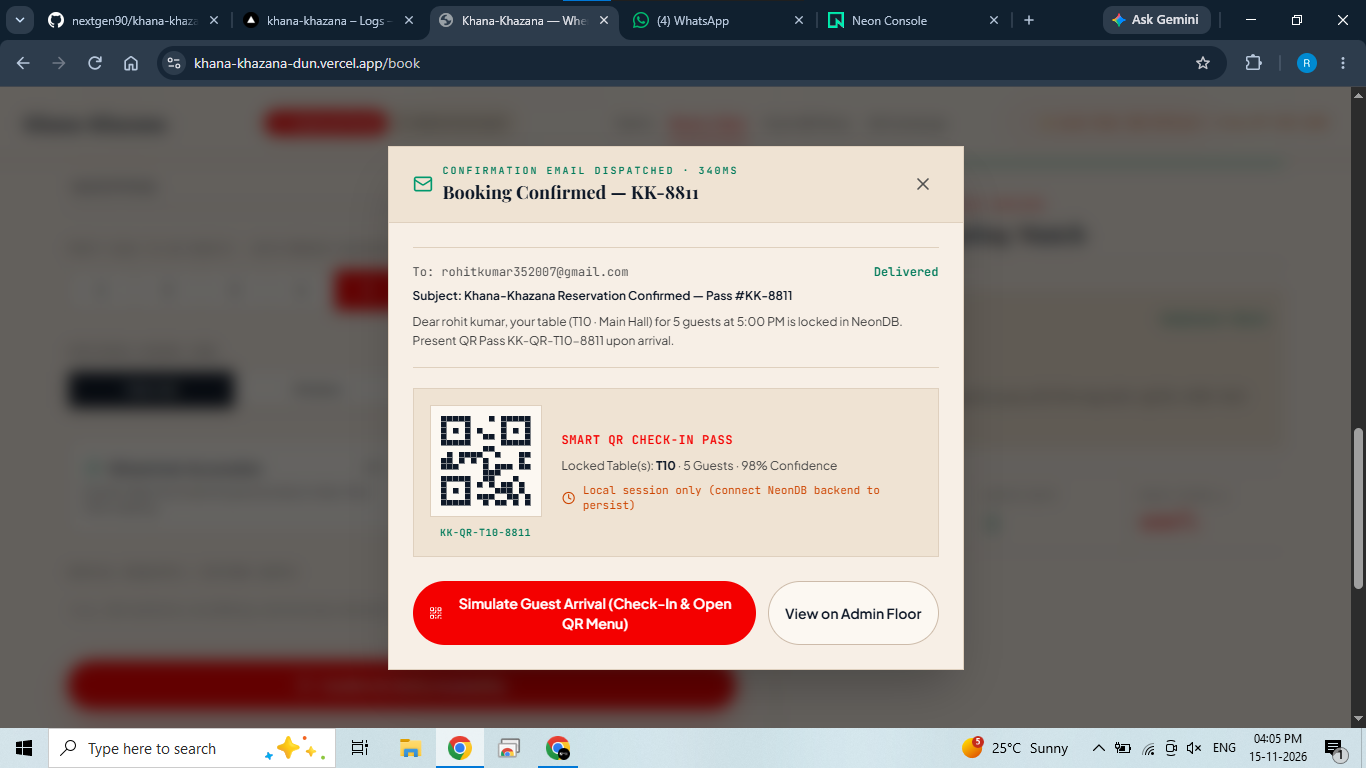 nextgen90/khana-khaza
khana-khazana – Logs -
Khana-Khazana — Whe
(4) WhatsApp
Neon Console
Ask Gemini
khana-khazana-dun.vercel.app/book
R
CONFIRMATION EMAIL DISPATCHED · 340MS
Booking Confirmed — KK-8811
To: rohitkumar352007@gmail.com
Delivered
Subject: Khana-Khazana Reservation Confirmed — Pass #KK-8811
Dear rohit kumar, your table (T10 · Main Hall) for 5 guests at 5:00 PM is locked in NeonDB.
Present QR Pass KK-QR-T10-8811 upon arrival.
SMART QR CHECK-IN PASS
Locked Table(s): T10 · 5 Guests · 98% Confidence
Local session only (connect NeonDB backend to
persist)
KK-QR-T10-8811
Simulate Guest Arrival (Check-In & Open
QR Menu)
View on Admin Floor
Type here to search
5
25°C Sunny
ENG
04:05 PM
15-11-2026
1